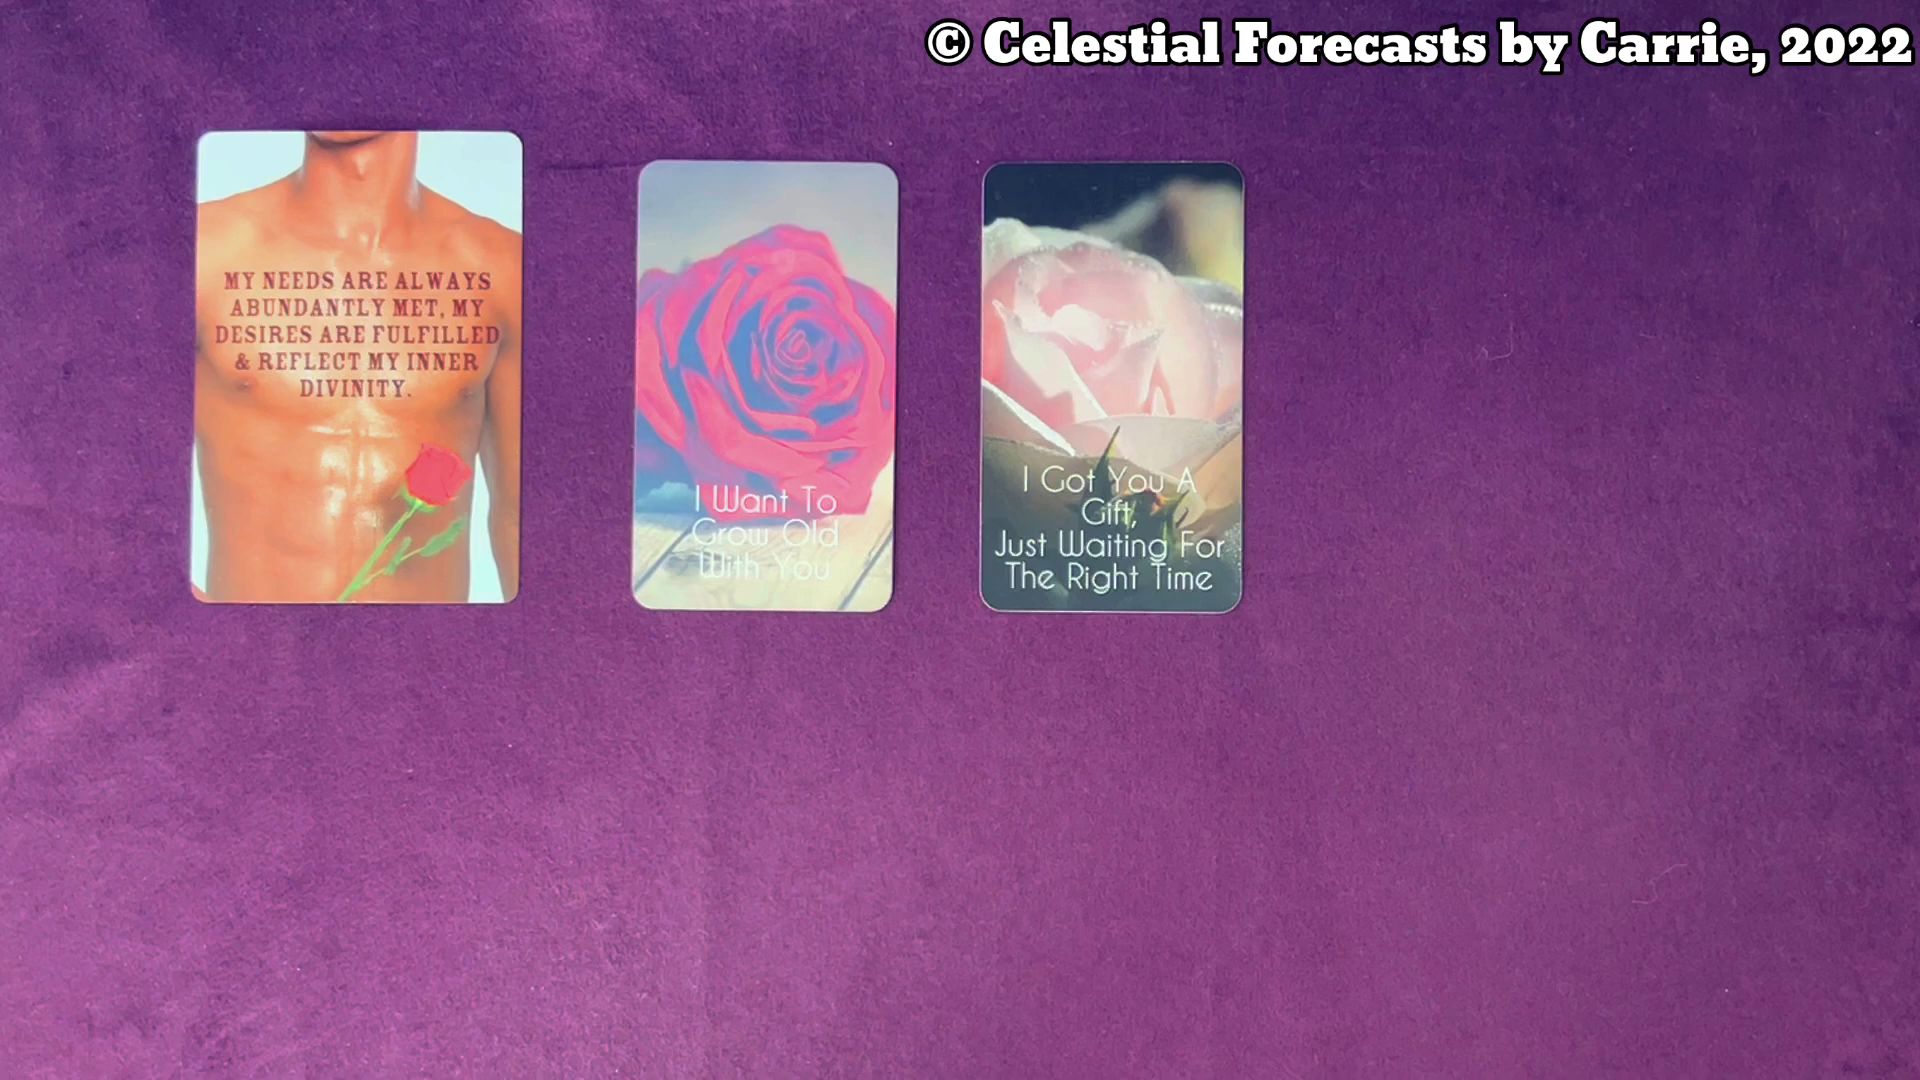 © Celestial Forecasts by Carrie, 2022
MY NEEDS ARE ALWAYS
ABUNDANTLY MET, MY
DESIRES ARE FULFILLED
& REFLECT MY INNER
DIVINITY.
I Want To
Grow Old
With You
I Got You A
Gift,
Just Waiting For
The Right Time